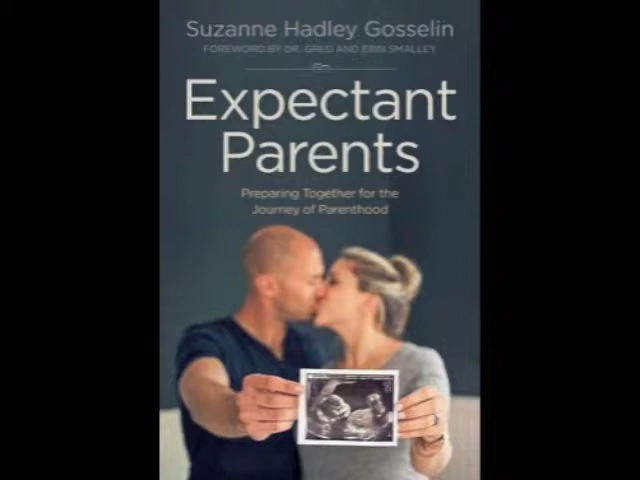 Suzanne Hadley Gosselin
FOREWORD BY DR. GREG AND ERIN SMALLEY
Expectant
Parents
Preparing Together for the
Journey of Parenthood